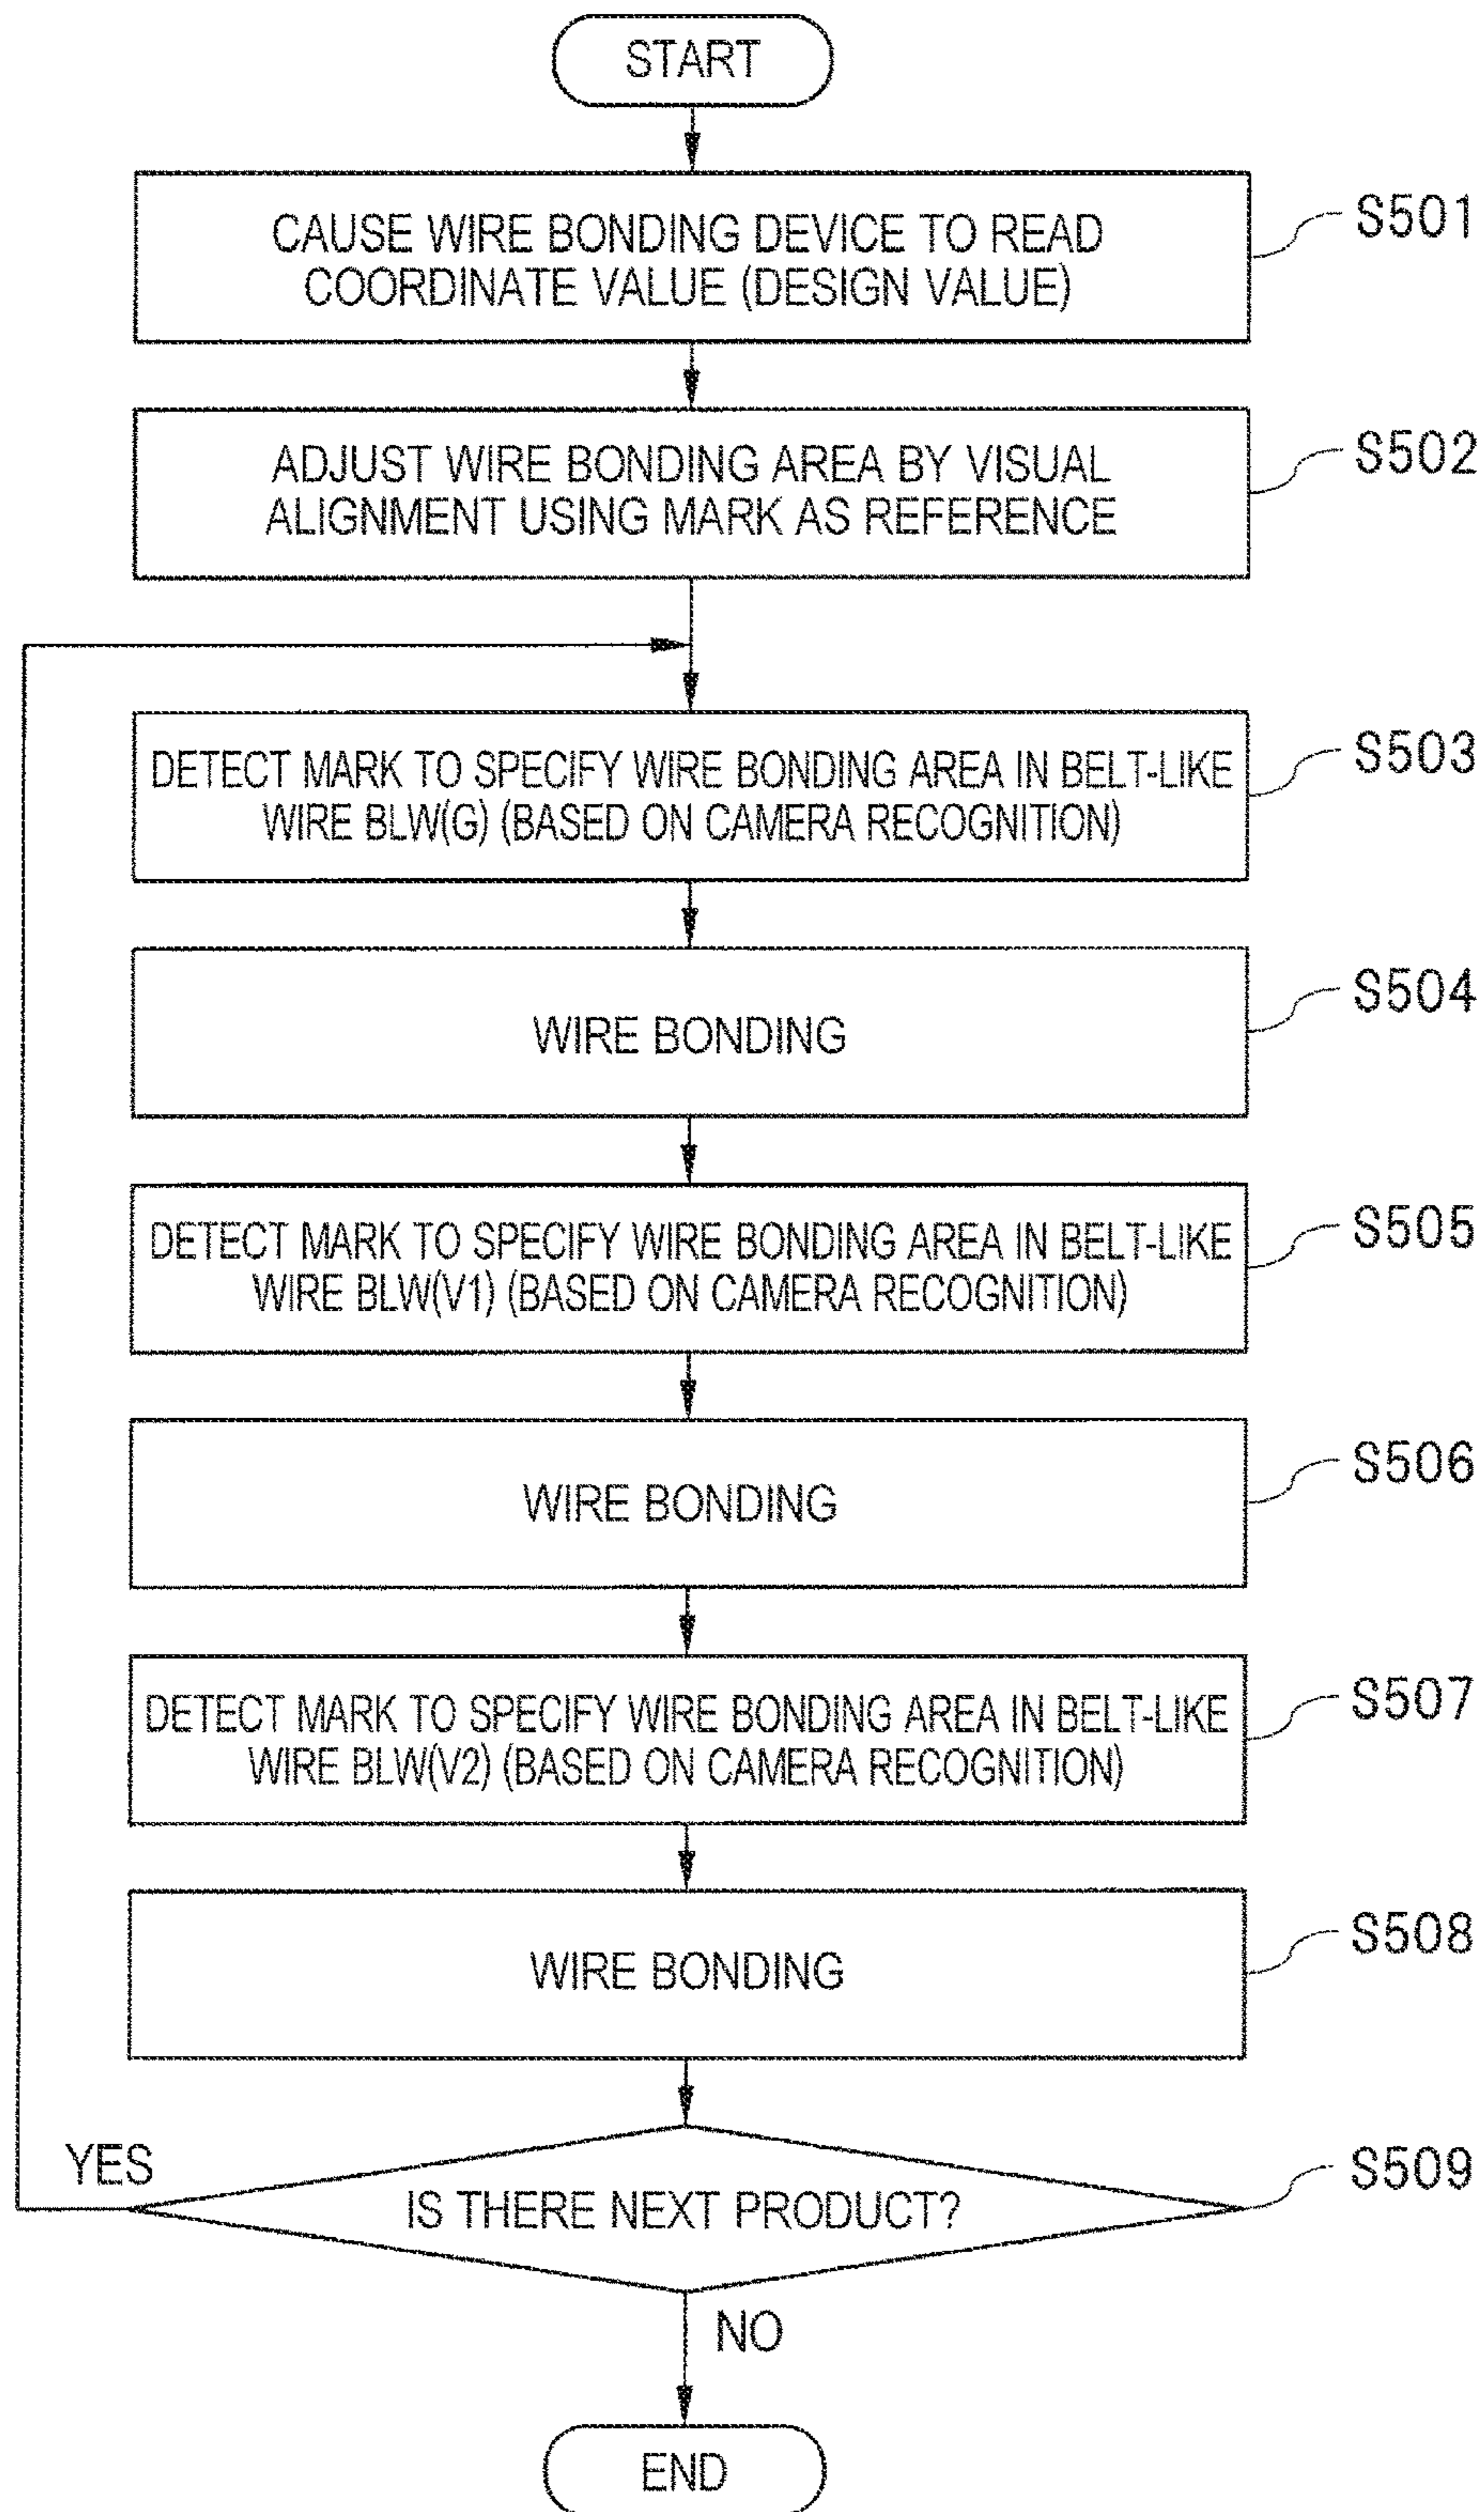 START
CAUSE WIRE BONDING DEVICE TO READ
COORDINATE VALUE (DESIGN VALUE)
S501
ADJUST WIRE BONDING AREA BY VISUAL
ALIGNMENT USING MARK AS REFERENCE
S502
DETECT MARK TO SPECIFY WIRE BONDING AREA IN BELT-LIKE
WIRE BLW(G) (BASED ON CAMERA RECOGNITION)
S503
WIRE BONDING
S504
DETECT MARK TO SPECIFY WIRE BONDING AREA IN BELT-LIKE
WIRE BLW(V1) (BASED ON CAMERA RECOGNITION)
S505
WIRE BONDING
S506
DETECT MARK TO SPECIFY WIRE BONDING AREA IN BELT-LIKE
WIRE BLW(V2) (BASED ON CAMERA RECOGNITION)
S507
WIRE BONDING
S508
YES
IS THERE NEXT PRODUCT?
S509
NO
END